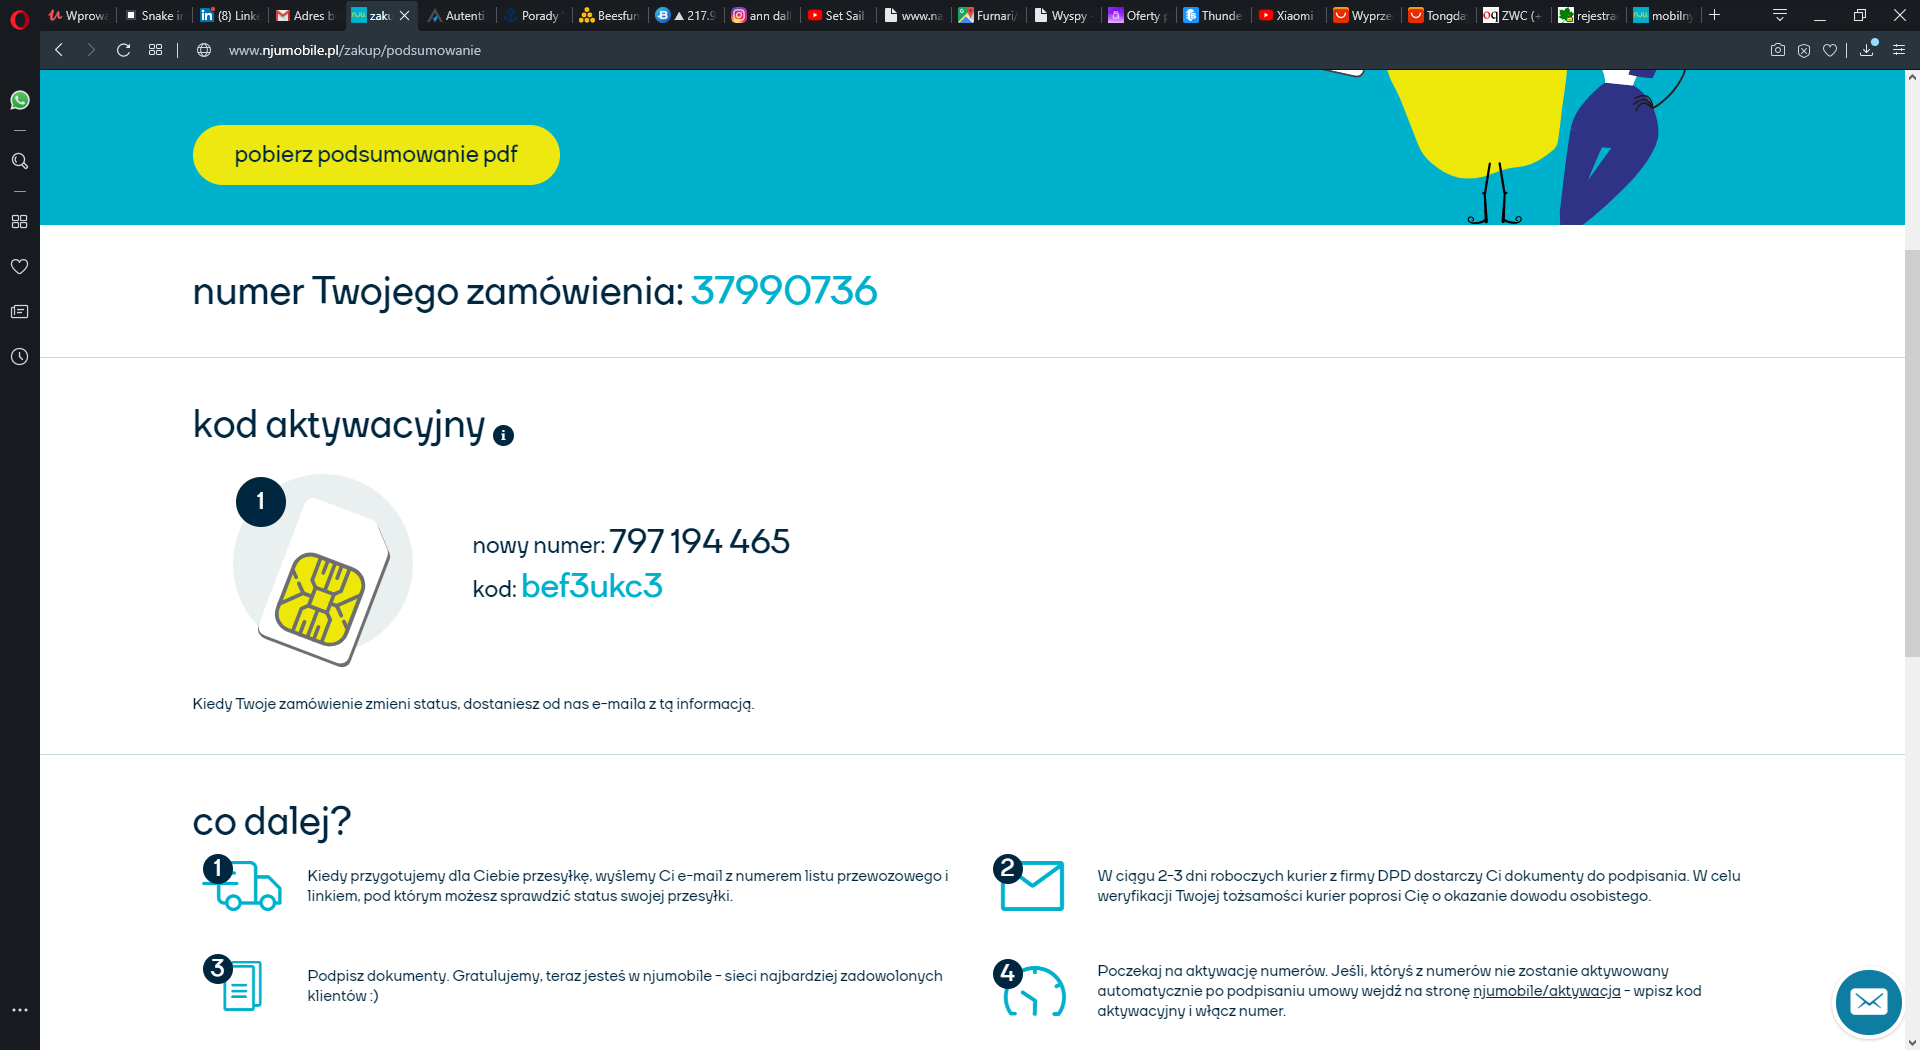 Wprowa
Snake in
(8) Linke
Adres b
zaku
Autenti
Porady
Beesfun
▲ 217.9
ann dall
Set Sail
www.na
Furnari/
Wyspy
Oferty p
Thunde
Xiaomi
Wyprze
Tongda
ZWC (+
rejestra
mobilny
www.njumobile.pl/zakup/podsumowanie
pobierz podsumowanie pdf
numer Twojego zamówienia: 37990736
kod aktywacyjny i
1
nowy numer: 797 194 465
kod: bef3ukc3
Kiedy Twoje zamówienie zmieni status, dostaniesz od nas e-maila z tą informacją.
co dalej?
1
Kiedy przygotujemy dla Ciebie przesyłkę, wyślemy Ci e-mail z numerem listu przewozowego i
linkiem, pod którym możesz sprawdzić status swojej przesyłki.
2
W ciągu 2-3 dni roboczych kurier z firmy DPD dostarczy Ci dokumenty do podpisania. W celu
weryfikacji Twojej tożsamości kurier poprosi Cię o okazanie dowodu osobistego.
3
Podpisz dokumenty. Gratulujemy, teraz jesteś w njumobile - sieci najbardziej zadowolonych
klientów :)
4
Poczekaj na aktywację numerów. Jeśli, któryś z numerów nie zostanie aktywowany
automatycznie po podpisaniu umowy wejdź na stronę njumobile/aktywacja - wpisz kod
aktywacyjny i włącz numer.